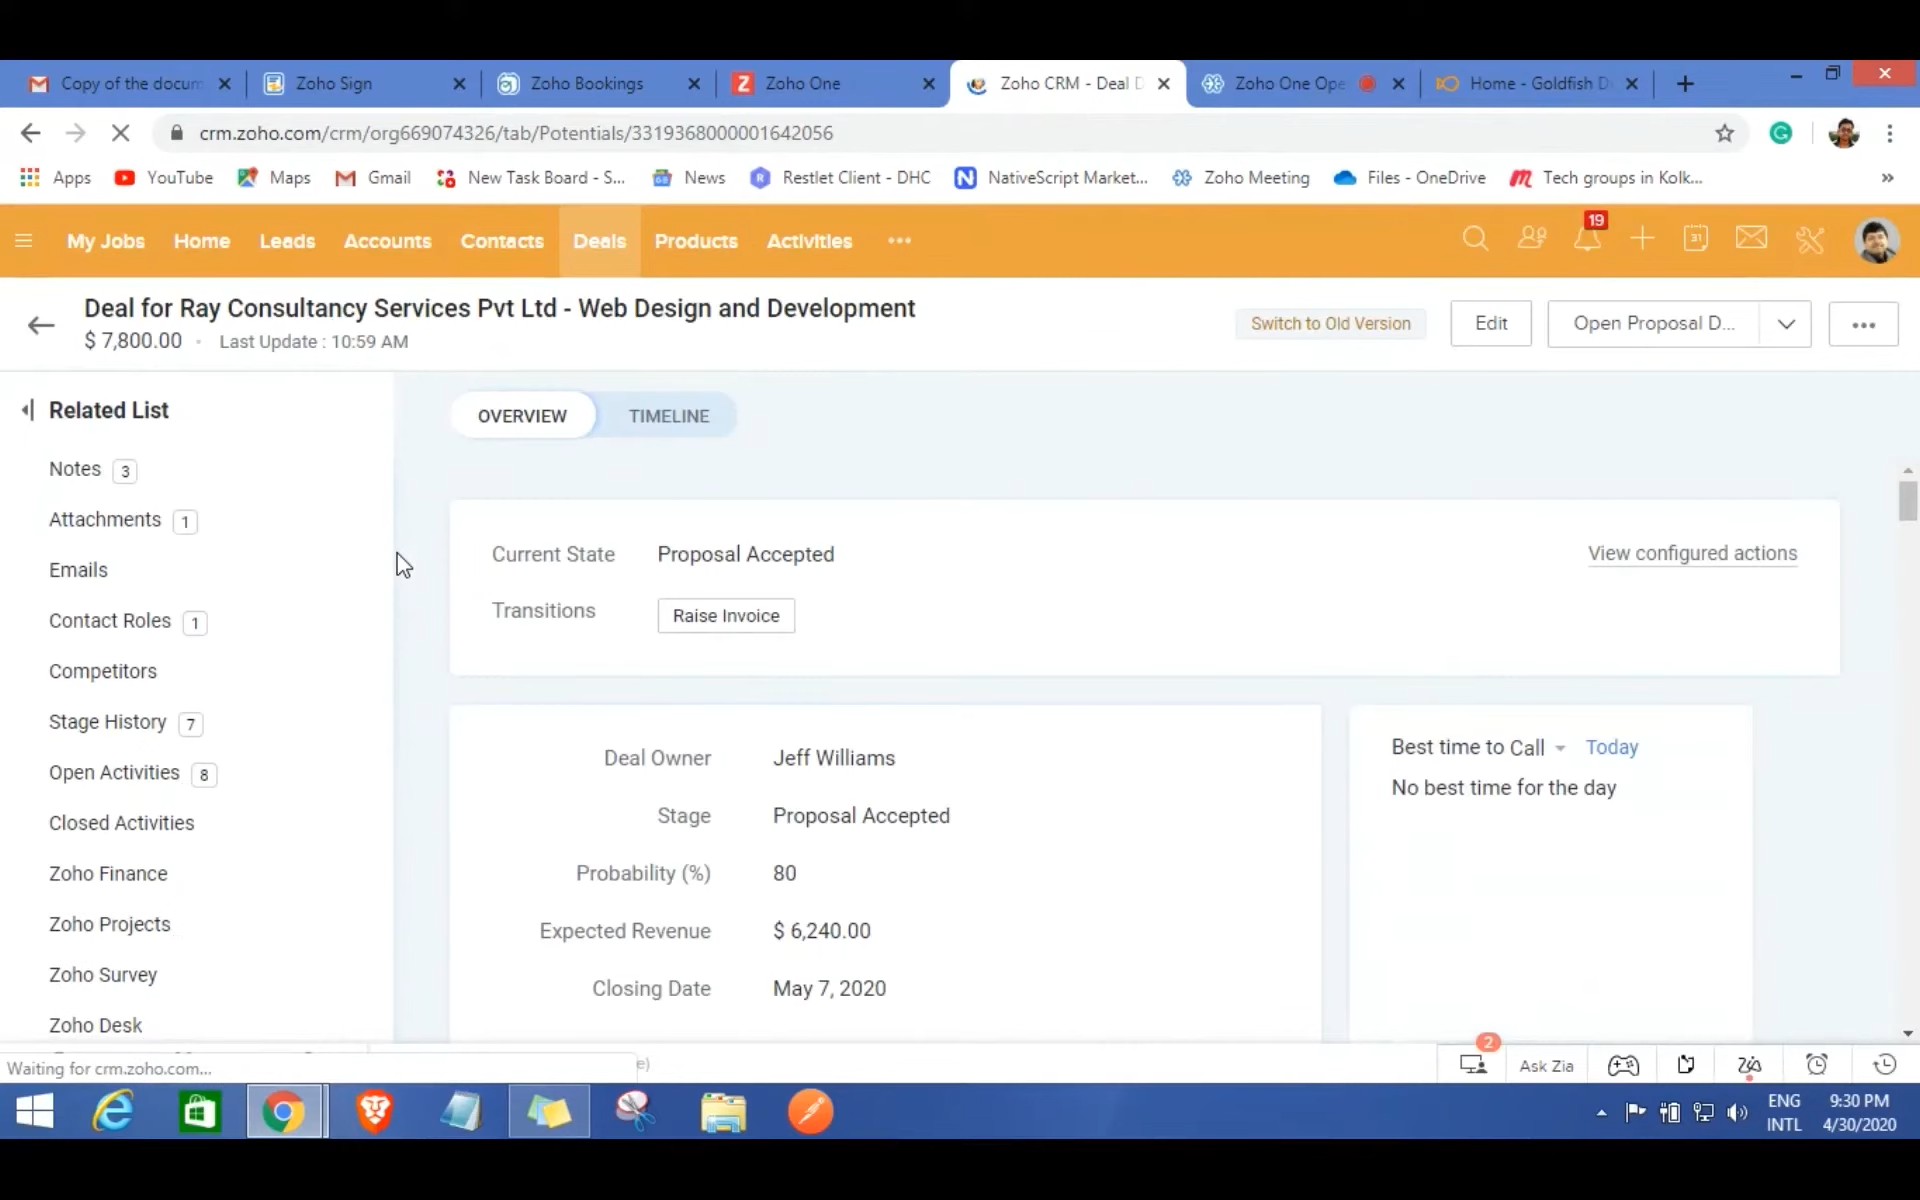 Copy of the docum
Zoho Sign
Zoho Bookings
Zoho One
Zoho CRM - Deal D
Zoho One Ope
Home - Goldfish D
crm.zoho.com/crm/org669074326/tab/Potentials/3319368000001642056
Apps
YouTube
Maps
Gmail
New Task Board - S...
News
Restlet Client - DHC
NativeScript Market...
Zoho Meeting
Files - OneDrive
Tech groups in Kolk...
»
My Jobs
Home
Leads
Accounts
Contacts
Deals
Products
Activities
19
31
Deal for Ray Consultancy Services Pvt Ltd - Web Design and Development
$ 7,800.00 • Last Update : 10:59 AM
Switch to Old Version
Edit
Open Proposal D...
Related List
Notes 3
Attachments 1
Emails
Contact Roles 1
Competitors
Stage History 7
Open Activities 8
Closed Activities
Zoho Finance
Zoho Projects
Zoho Survey
Zoho Desk
OVERVIEW
TIMELINE
Current State Proposal Accepted
View configured actions
Transitions Raise Invoice
Deal Owner Jeff Williams
Stage Proposal Accepted
Probability (%) 80
Expected Revenue $ 6,240.00
Closing Date May 7, 2020
Best time to Call Today
No best time for the day
Waiting for crm.zoho.com...
e)
2
Ask Zia
ENG
INTL
9:30 PM
4/30/2020